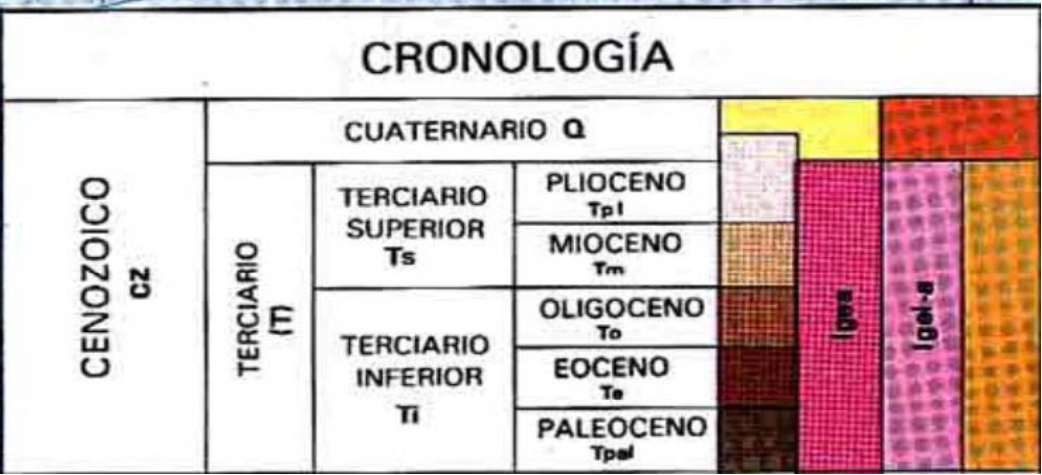 CRONOLOGÍA
CENOZOICO
CZ
CUATERNARIO Q
TERCIARIO
(T)
TERCIARIO
SUPERIOR
Ts
PLIOCENO
Tpl
MIOCENO
Tm
TERCIARIO
INFERIOR
Ti
OLIGOCENO
To
EOCENO
Te
PALEOCENO
Tpal
Igea
Igei-a